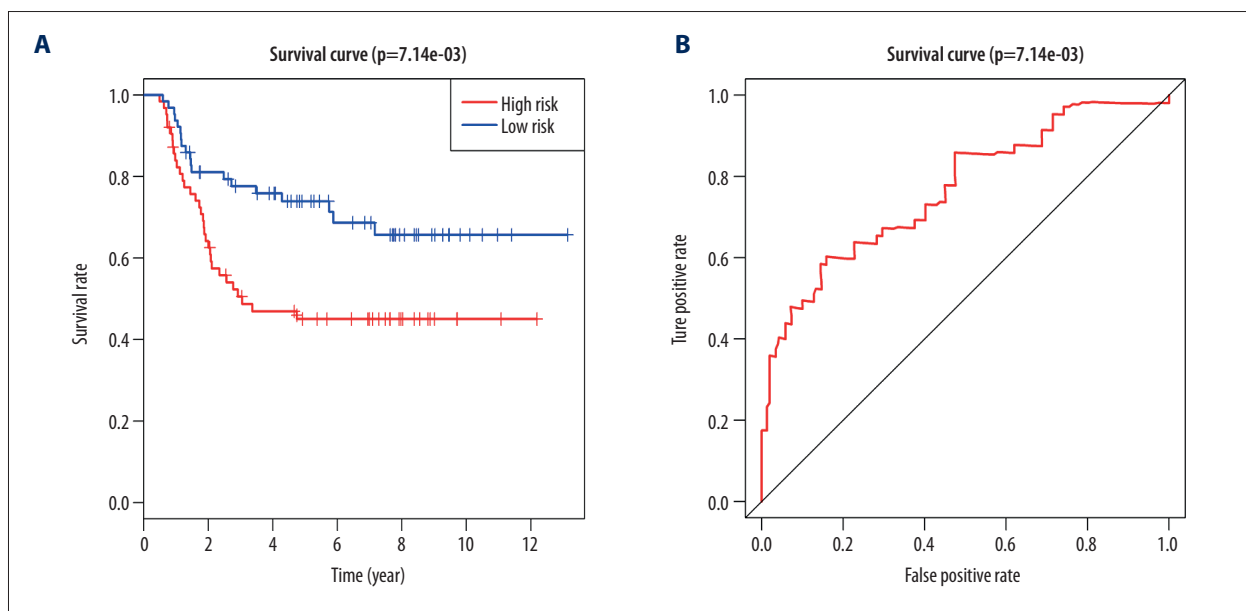 A
Survival curve (p=7.14e-03)
High risk
Low risk
1.0
0.8
0.6
0.4
0.2
0.0
Survival rate
0 2 4 6 8 10 12
Time (year)
B
Survival curve (p=7.14e-03)
1.0
0.8
0.6
0.4
0.2
0.0
Ture positive rate
0.0 0.2 0.4 0.6 0.8 1.0
False positive rate